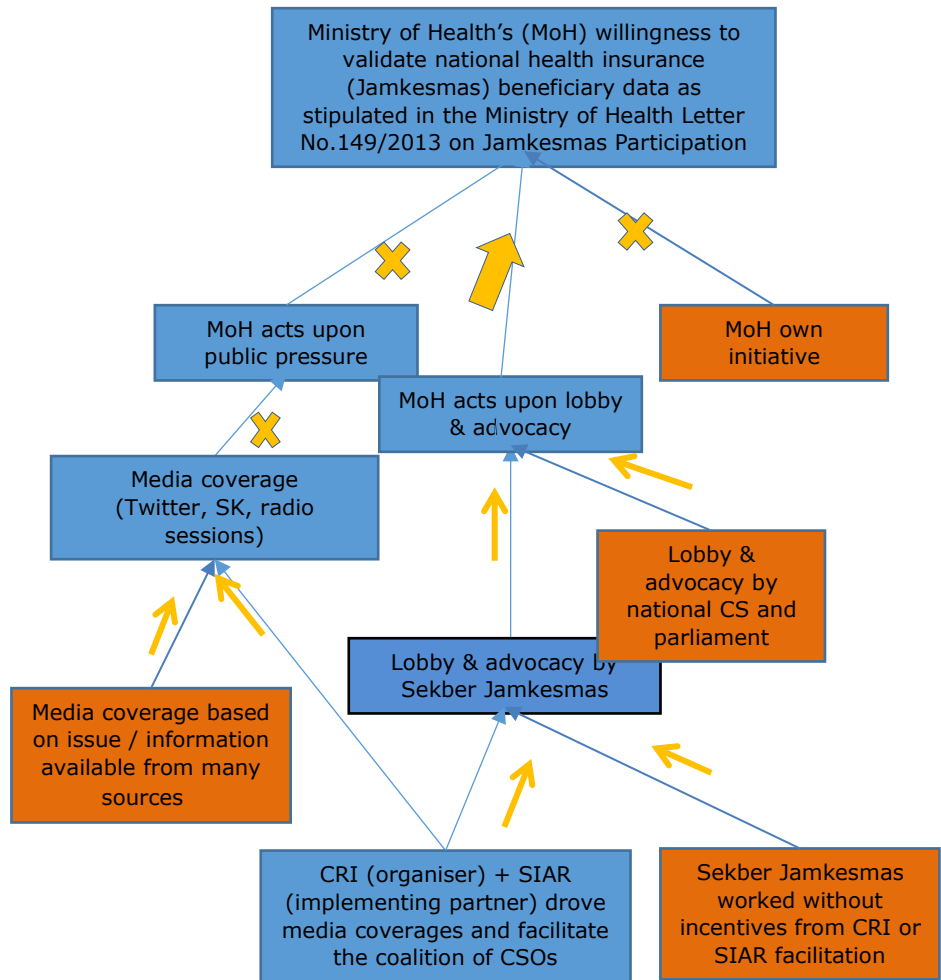 Ministry of Health's (MoH) willingness to
validate national health insurance
(Jamkesmas) beneficiary data as
stipulated in the Ministry of Health Letter
No.149/2013 on Jamkesmas Participation
MoH acts upon
public pressure
MoH own
initiative
MoH acts upon lobby
& advocacy
Media coverage
(Twitter, SK, radio
sessions)
Lobby &
advocacy by
national CS and
parliament
Lobby & advocacy by
Sekber Jamkesmas
Media coverage based
on issue / information
available from many
sources
CRI (organiser) + SIAR
(implementing partner) drove
media coverages and facilitate
the coalition of CSOs
Sekber Jamkesmas
worked without
incentives from CRI or
SIAR facilitation